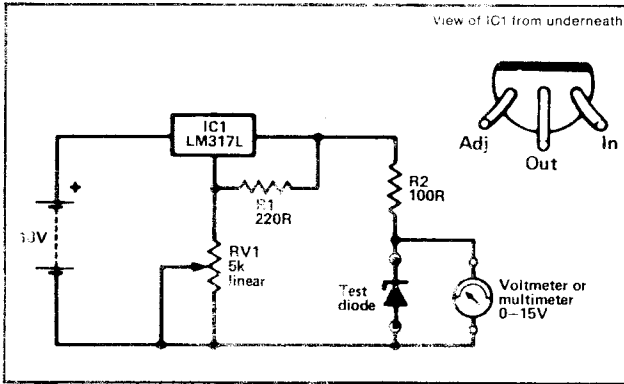 View of IC1 from underneath
IC1
LM317L
Adj
Out
In
+
R1
220R
R2
100R
RV1
5k
linear
Test
diode
Voltmeter or
multimeter
0–15V